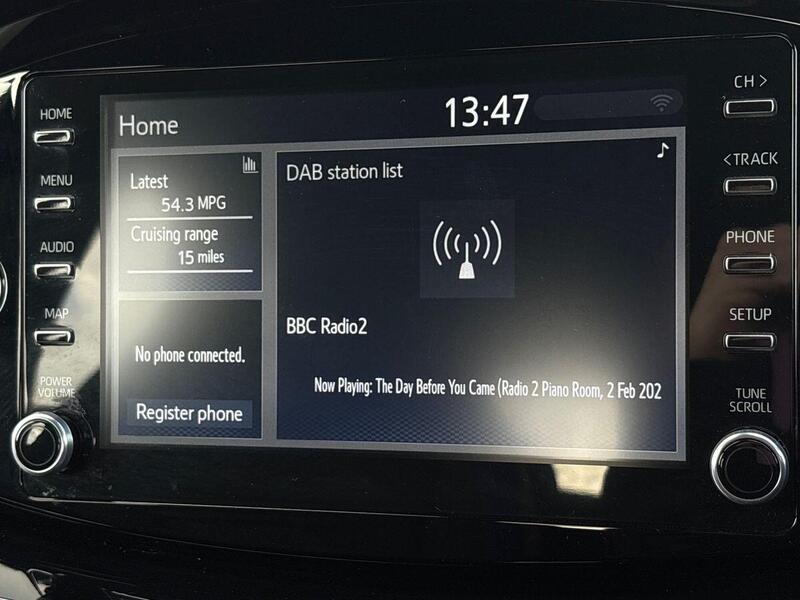 HOME
MENU
AUDIO
MAP
POWER
VOLUME
Home
13:47
Latest
54.3 MPG
Cruising range
15 miles
No phone connected.
Register phone
DAB station list
BBC Radio2
Now Playing: The Day Before You Came (Radio 2 Piano Room, 2 Feb 202
CH >
<TRACK
PHONE
SETUP
TUNE
SCROLL